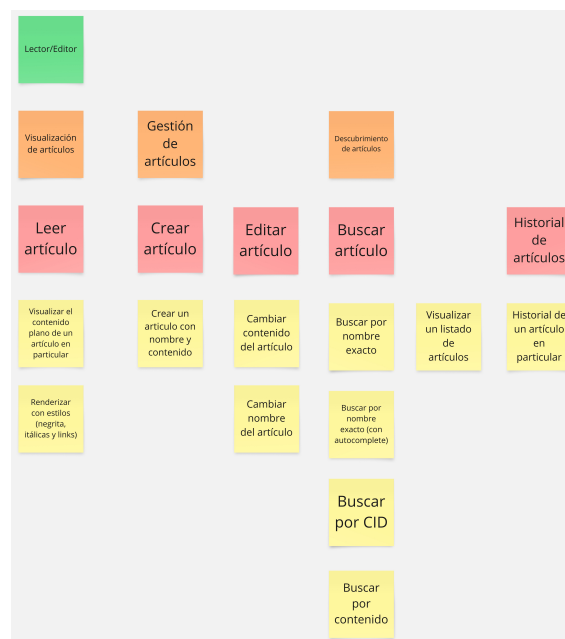 Lector/Editor
Visualización
de artículos
Gestión
de
artículos
Descubrimiento
de artículos
Leer
artículo
Crear
artículo
Editar
artículo
Buscar
artículo
Historial
de
artículos
Visualizar el
contenido
plano de un
artículo en
particular
Crear un
articulo con
nombre y
contenido
Cambiar
contenido
del artículo
Buscar por
nombre
exacto
Visualizar
un listado
de
artículos
Historial de
un artículo
en
particular
Renderizar
con estilos
(negrita,
itálicas y links)
Cambiar
nombre
del artículo
Buscar por
nombre
exacto (con
autocomplete)
Buscar
por CID
Buscar
por
contenido